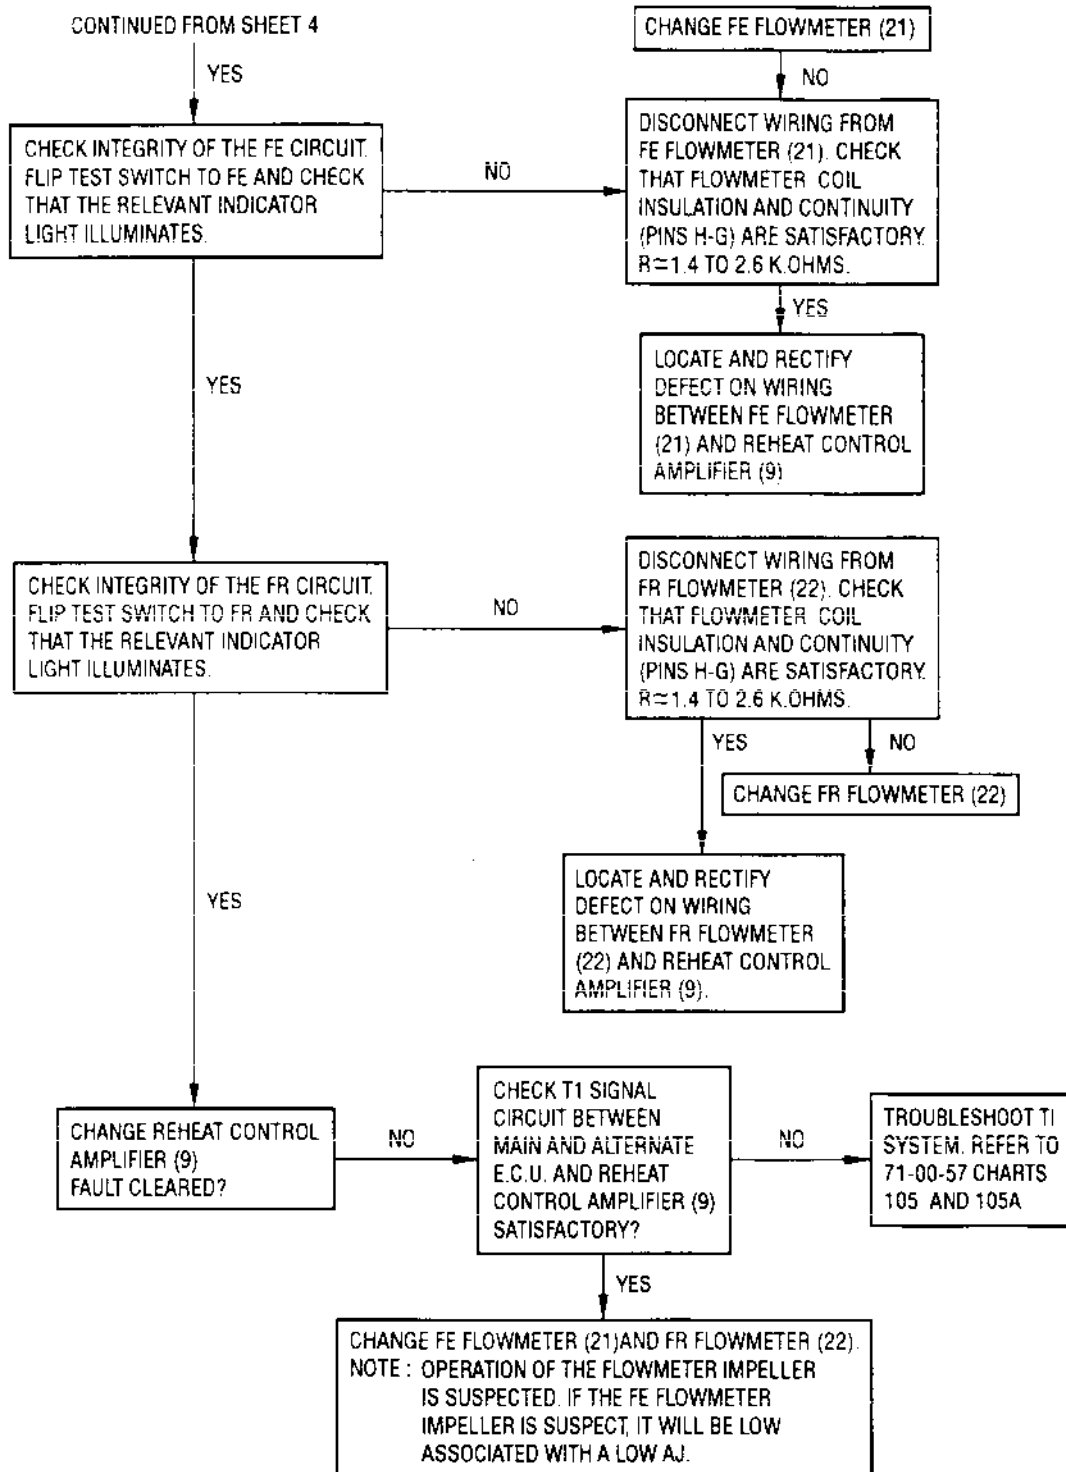 CONTINUED FROM SHEET 4
CHANGE FE FLOWMETER (21)
YES
NO
CHECK INTEGRITY OF THE FE CIRCUIT.
FLIP TEST SWITCH TO FE AND CHECK
THAT THE RELEVANT INDICATOR
LIGHT ILLUMINATES.
NO
DISCONNECT WIRING FROM
FE FLOWMETER (21). CHECK
THAT FLOWMETER COIL
INSULATION AND CONTINUITY
(PINS H-G) ARE SATISFACTORY.
R≃1.4 TO 2.6 K.OHMS.
YES
YES
LOCATE AND RECTIFY
DEFECT ON WIRING
BETWEEN FE FLOWMETER
(21) AND REHEAT CONTROL
AMPLIFIER (9)
CHECK INTEGRITY OF THE FR CIRCUIT.
FLIP TEST SWITCH TO FR AND CHECK
THAT THE RELEVANT INDICATOR
LIGHT ILLUMINATES.
NO
DISCONNECT WIRING FROM
FR FLOWMETER (22). CHECK
THAT FLOWMETER COIL
INSULATION AND CONTINUITY
(PINS H-G) ARE SATISFACTORY.
R≃1.4 TO 2.6 K.OHMS.
YES
NO
CHANGE FR FLOWMETER (22)
YES
LOCATE AND RECTIFY
DEFECT ON WIRING
BETWEEN FR FLOWMETER
(22) AND REHEAT CONTROL
AMPLIFIER (9).
CHANGE REHEAT CONTROL
AMPLIFIER (9)
FAULT CLEARED?
NO
CHECK T1 SIGNAL
CIRCUIT BETWEEN
MAIN AND ALTERNATE
E.C.U. AND REHEAT
CONTROL AMPLIFIER (9)
SATISFACTORY?
NO
TROUBLESHOOT TI
SYSTEM. REFER TO
71-00-57 CHARTS
105 AND 105A
YES
CHANGE FE FLOWMETER (21)AND FR FLOWMETER (22).
NOTE : OPERATION OF THE FLOWMETER IMPELLER
IS SUSPECTED. IF THE FE FLOWMETER
IMPELLER IS SUSPECT, IT WILL BE LOW
ASSOCIATED WITH A LOW AJ.